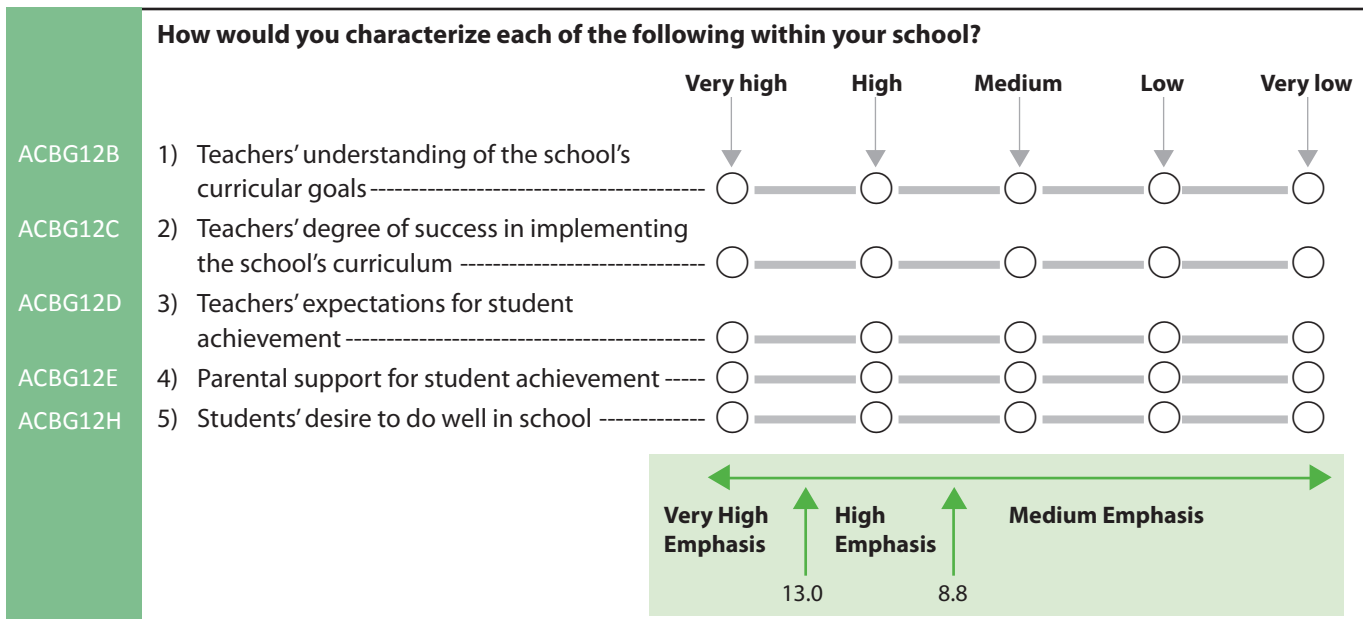 How would you characterize each of the following within your school?
Very high High Medium Low Very low
ACBG12B 1) Teachers’ understanding of the school’s
curricular goals
ACBG12C 2) Teachers’ degree of success in implementing
the school’s curriculum
ACBG12D 3) Teachers’ expectations for student
achievement
ACBG12E 4) Parental support for student achievement
ACBG12H 5) Students’ desire to do well in school
Very High High Medium Emphasis
Emphasis Emphasis
13.0 8.8